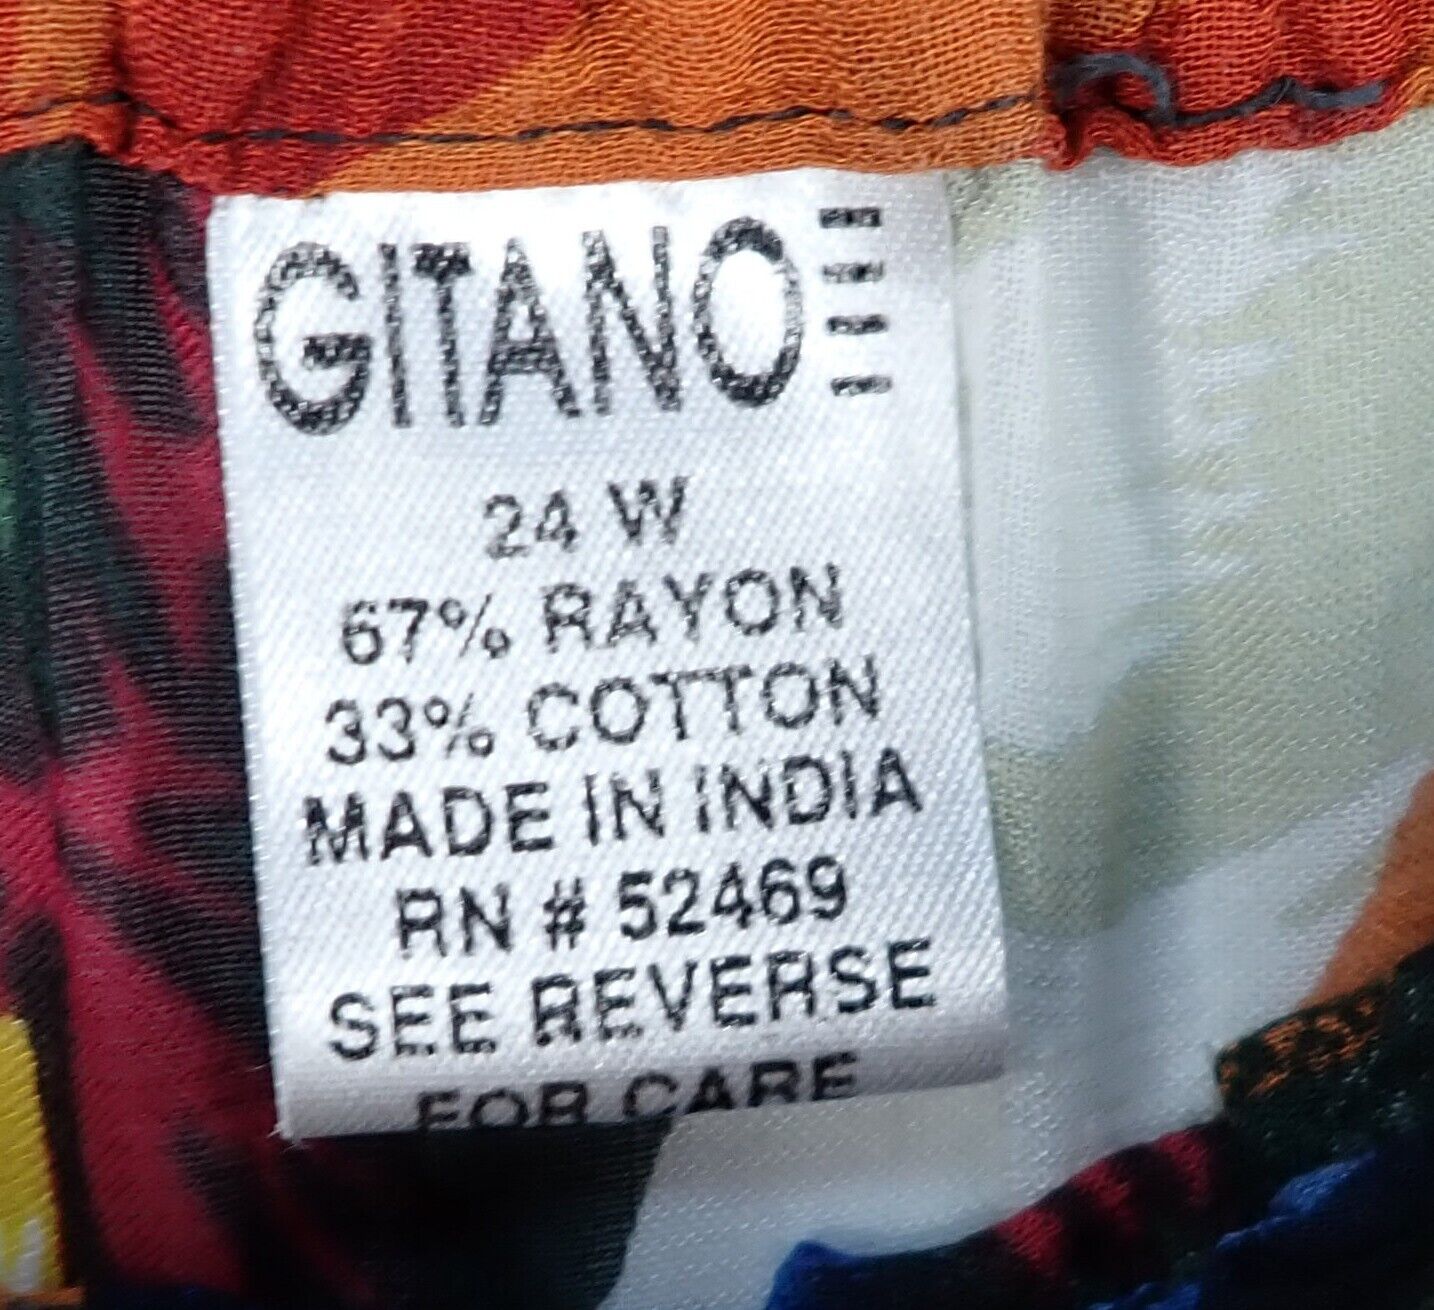 GITANO
24 W
67% RAYON
33% COTTON
MADE IN INDIA
RN # 52469
SEE REVERSE
FOR CARE